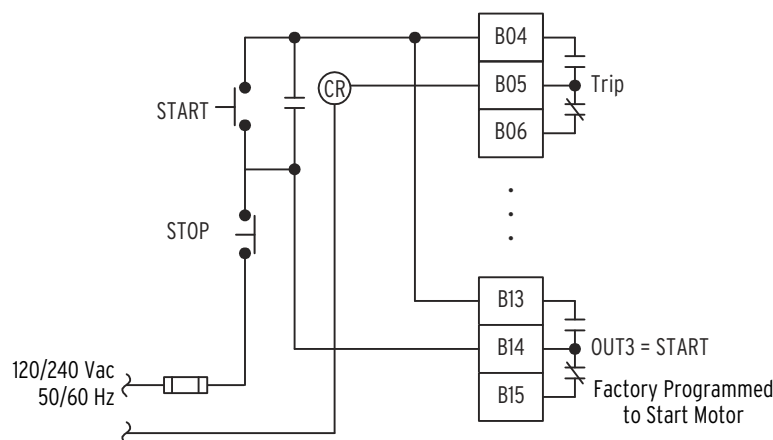 B04
CR
B05
Trip
START
B06
STOP
B13
B14
OUT3 = START
120/240 Vac
50/60 Hz
B15
Factory Programmed
to Start Motor